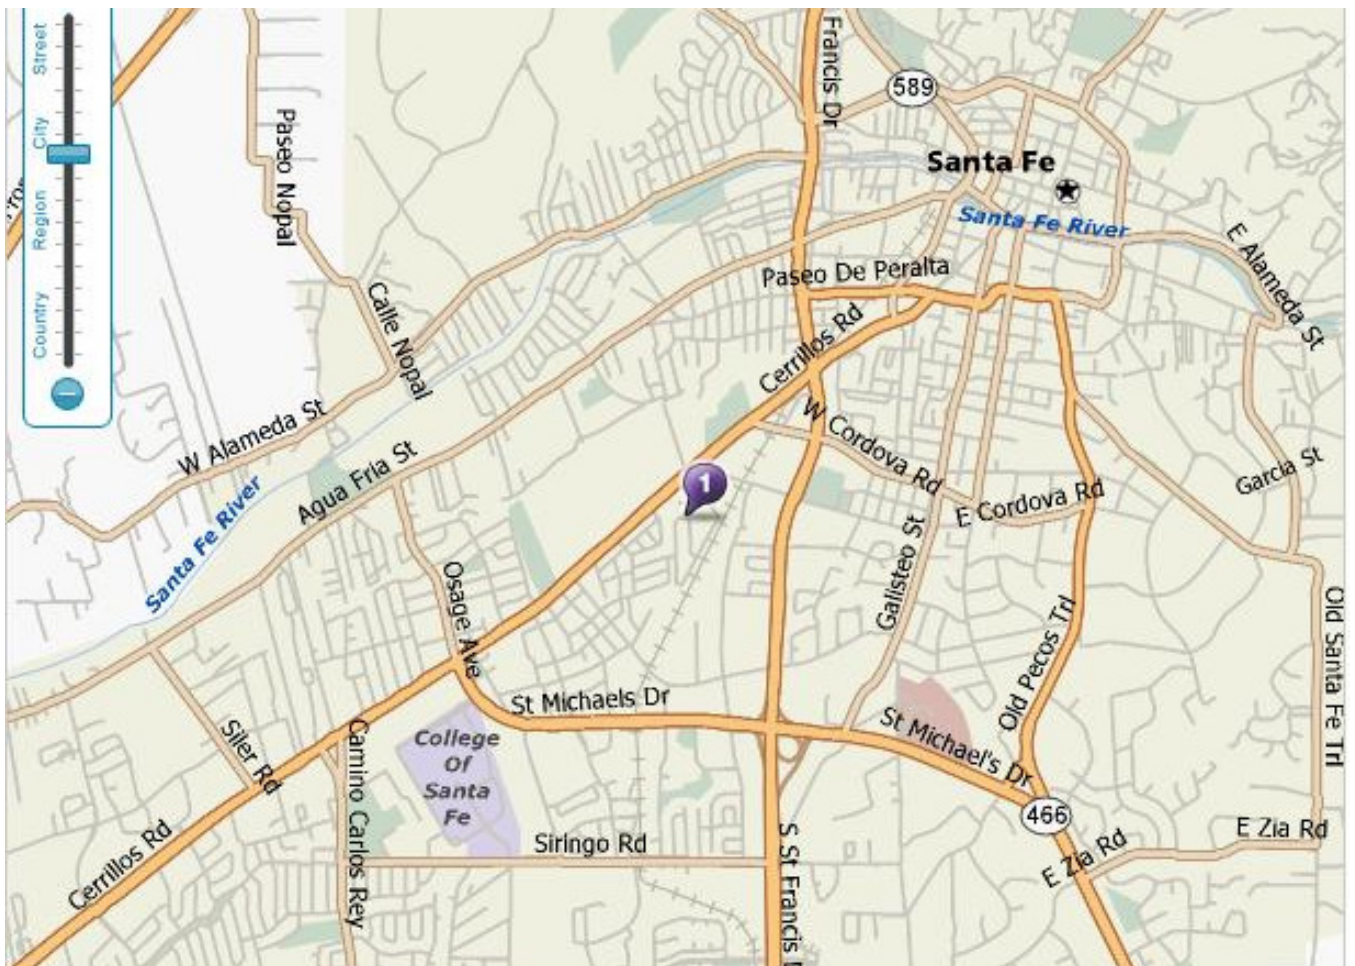 Street
City
Region
Country
Paseo Nopal
Francis Dr
589
Santa Fe
Santa Fe River
E Alameda St
Paseo De Peralta
Calle Nopal
Cerrillos Rd
W Alameda St
W Cordova Rd
Agua Fria St
Garcia St
1
E Cordova Rd
Santa Fe River
Galisteo St
Osage Ave
Old Santa Fe Trl
Old Pecos Trl
St Michaels Dr
St Michael's Dr
Siler Rd
Camino Carlos Rey
College
Of
Santa
Fe
466
Cerrillos Rd
Siringo Rd
S St Francis
E Zia Rd
E Zia Rd